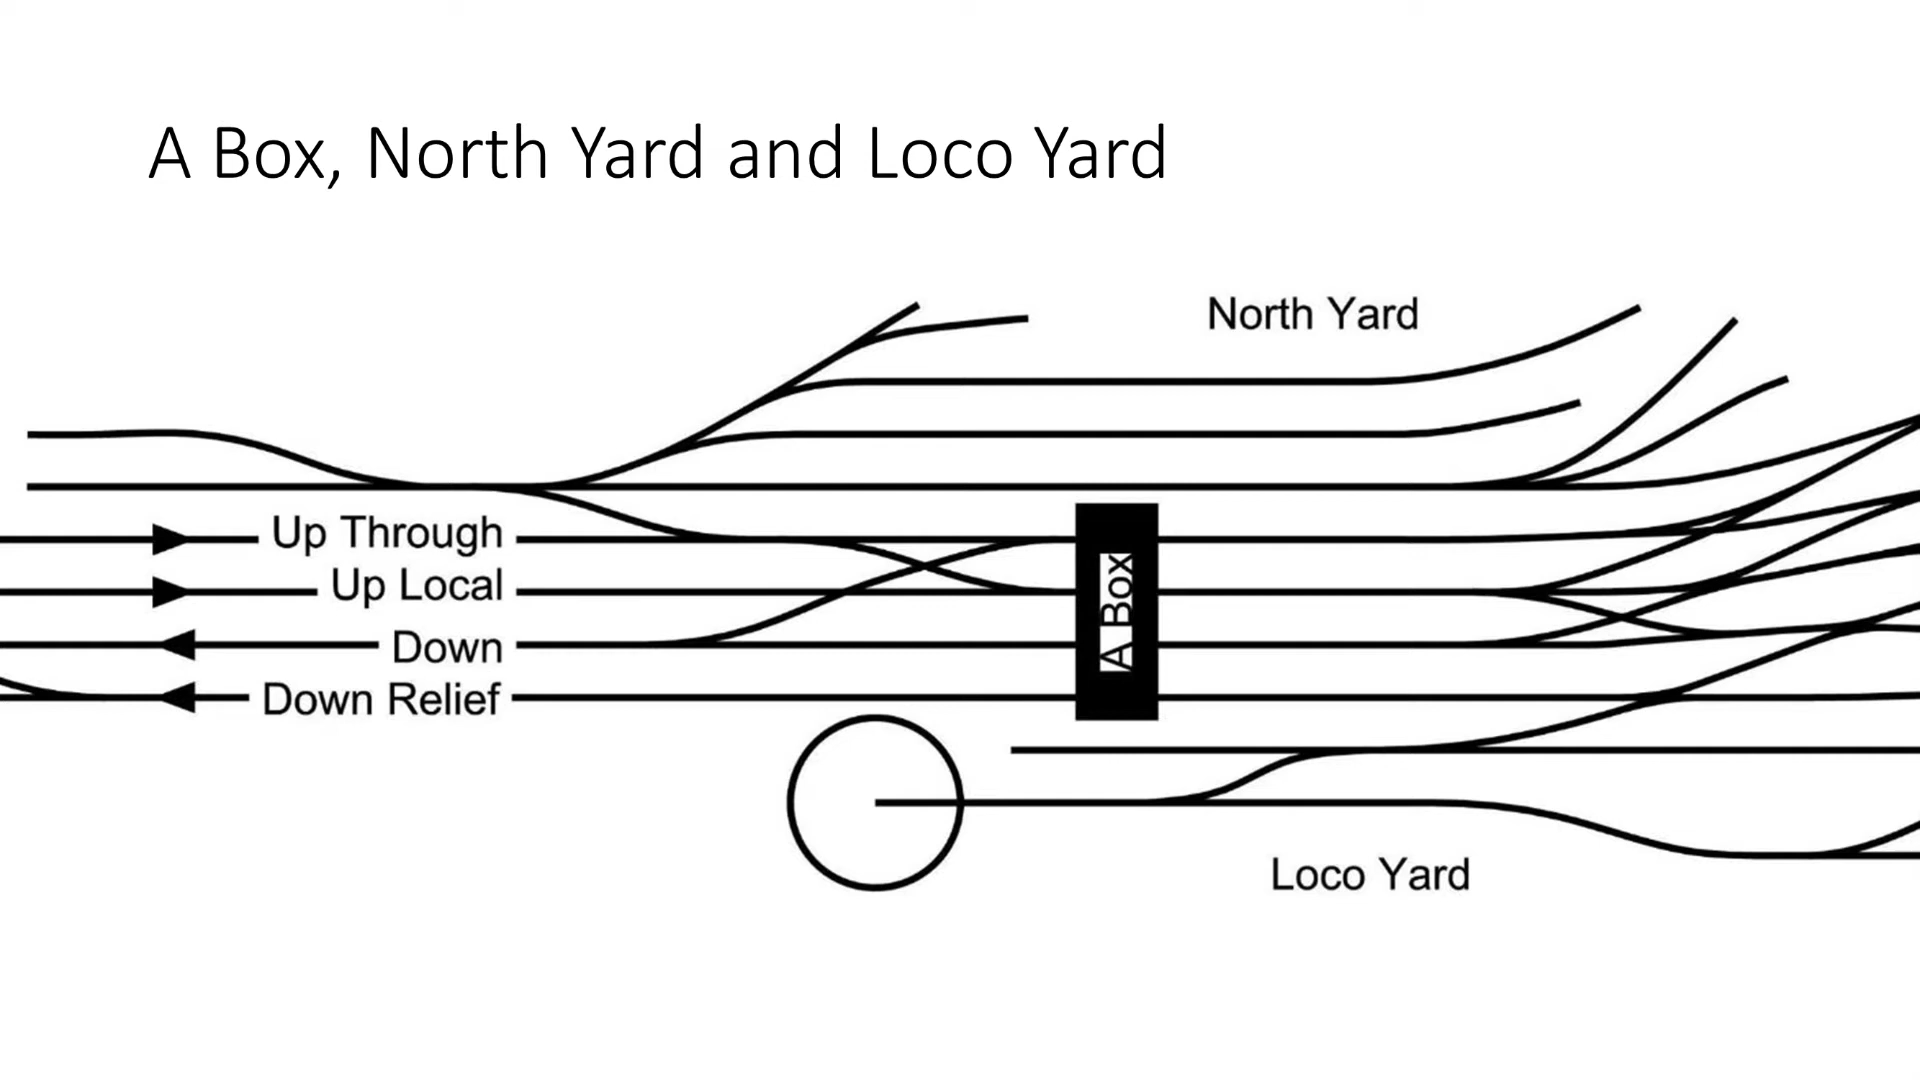 A Box, North Yard and Loco Yard
North Yard
Up Through
Up Local
Down
Down Relief
A Box
Loco Yard